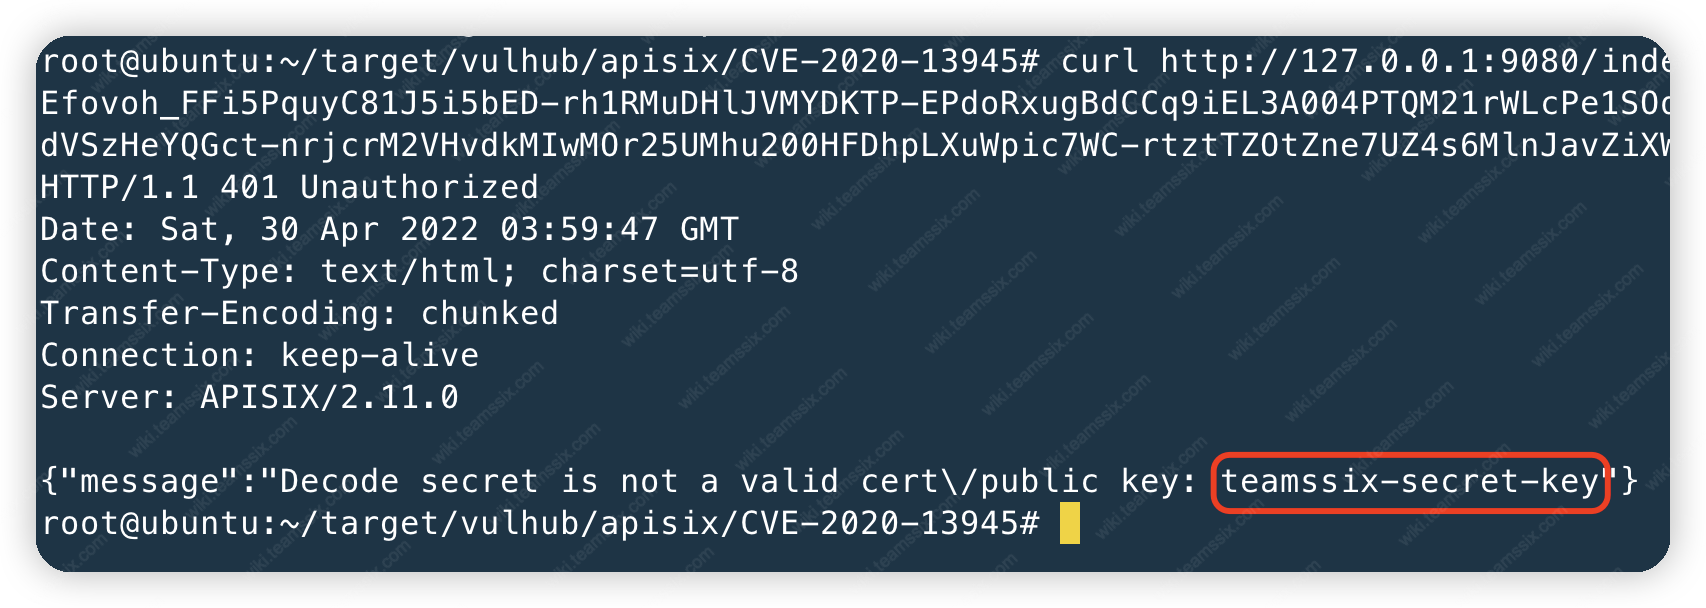 root@ubuntu:~/target/vulhub/apisix/CVE-2020-13945# curl http://127.0.0.1:9080/inde
Efovoh_FFi5PquyC81J5i5bED-rh1RMuDHlJVMYDKTP-EPdoRxugBdCCq9iEL3A004PTQM21rWLcPe1SOd
dVSzHeYQGct-nrjcrM2VHvdkMIwMOr25UMhu200HFDhpLXuWpic7WC-rtztTZOtZne7UZ4s6MlnJavZiXW
HTTP/1.1 401 Unauthorized
Date: Sat, 30 Apr 2022 03:59:47 GMT
Content-Type: text/html; charset=utf-8
Transfer-Encoding: chunked
Connection: keep-alive
Server: APISIX/2.11.0
{"message":"Decode secret is not a valid cert\/public key: teamssix-secret-key"}
root@ubuntu:~/target/vulhub/apisix/CVE-2020-13945#
wiki.teamssix.com